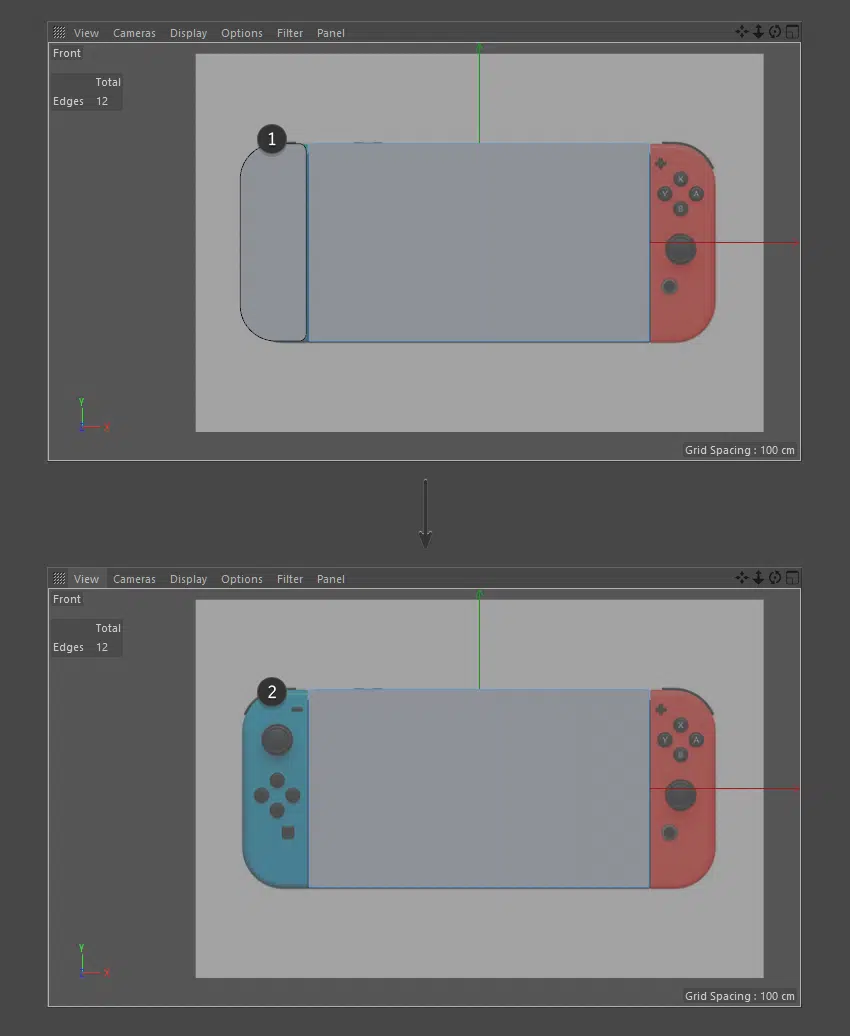 View Cameras Display Options Filter Panel
Front
Total
Edges 12
1
X
Y A
B
Y
Z X
Grid Spacing : 100 cm
View Cameras Display Options Filter Panel
Front
Total
Edges 12
2
X
Y A
B
Y
Z X
Grid Spacing : 100 cm